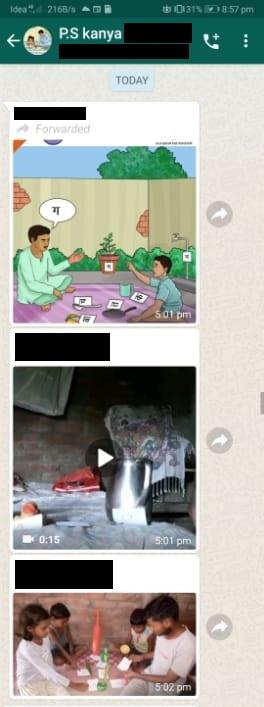 Idea 216B/s 31% 8:57 pm
P.S kanya
TODAY
Forwarded
ग
5:01 pm
0:15 5:01 pm
5:02 pm